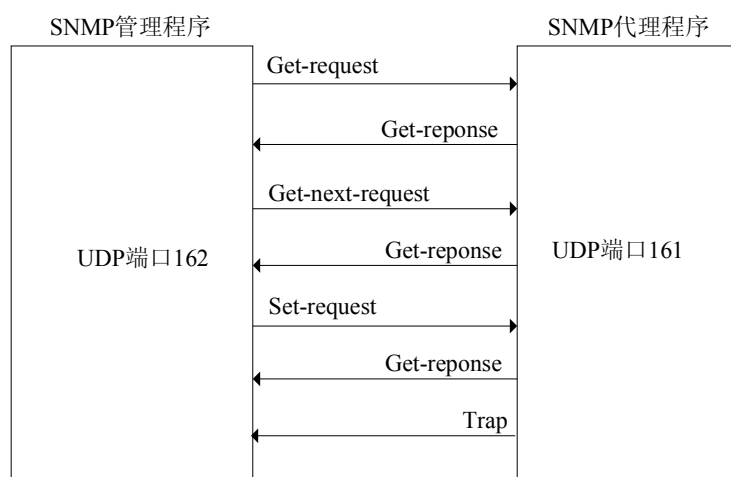 SNMP管理程序
SNMP代理程序
Get-request
Get-reponse
Get-next-request
UDP端口162
Get-reponse
UDP端口161
Set-request
Get-reponse
Trap